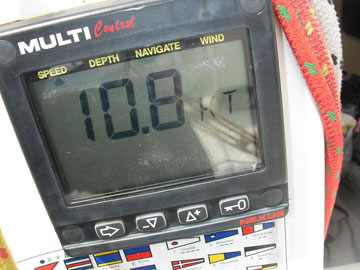 MULTI Control
SPEED DEPTH NAVIGATE WIND
10.8 KT
NEXUS